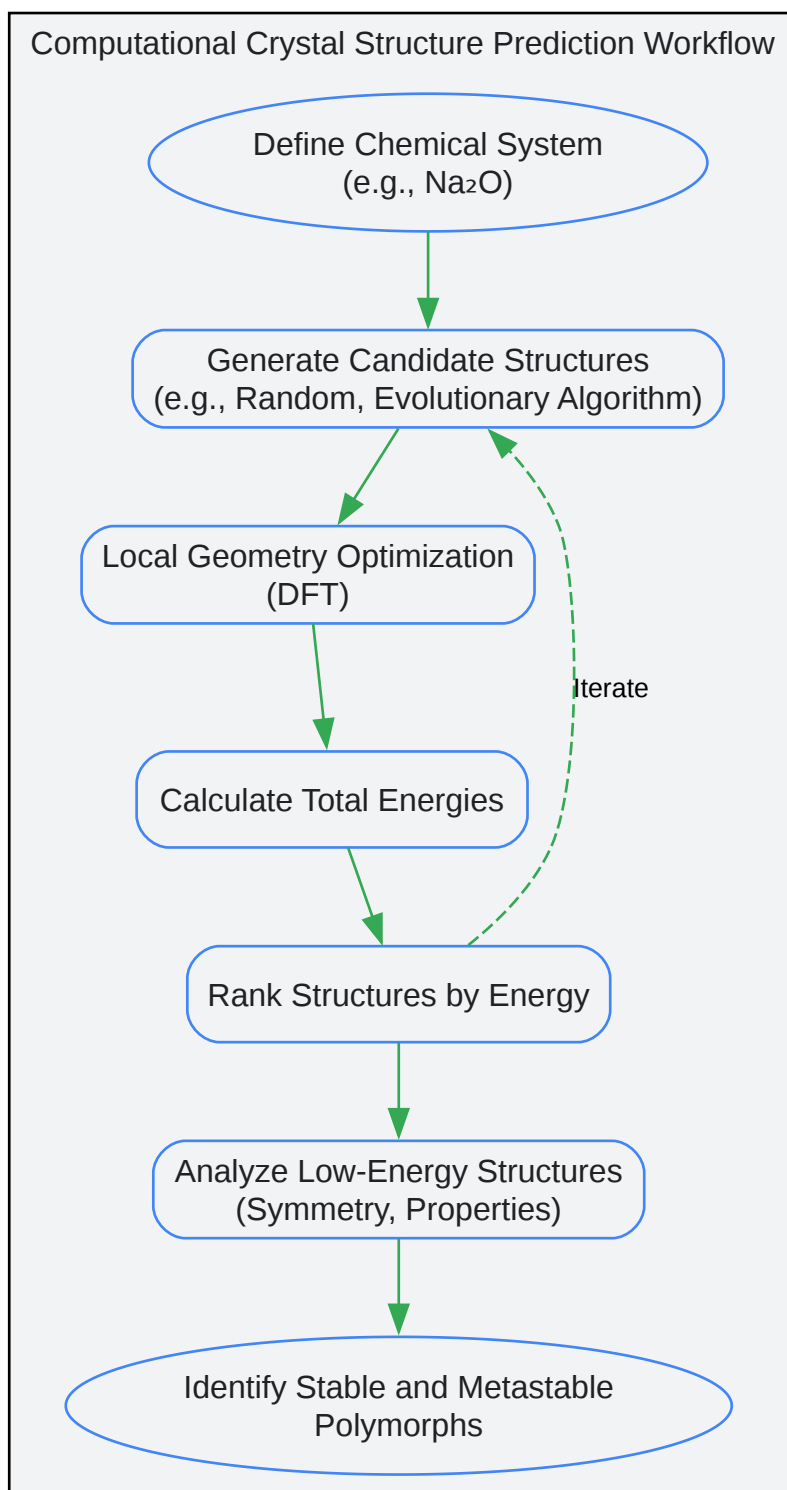 Computational Crystal Structure Prediction Workflow
Define Chemical System
(e.g., Na₂O)
Generate Candidate Structures
(e.g., Random, Evolutionary Algorithm)
Local Geometry Optimization
(DFT)
Iterate
Calculate Total Energies
Rank Structures by Energy
Analyze Low-Energy Structures
(Symmetry, Properties)
Identify Stable and Metastable
Polymorphs